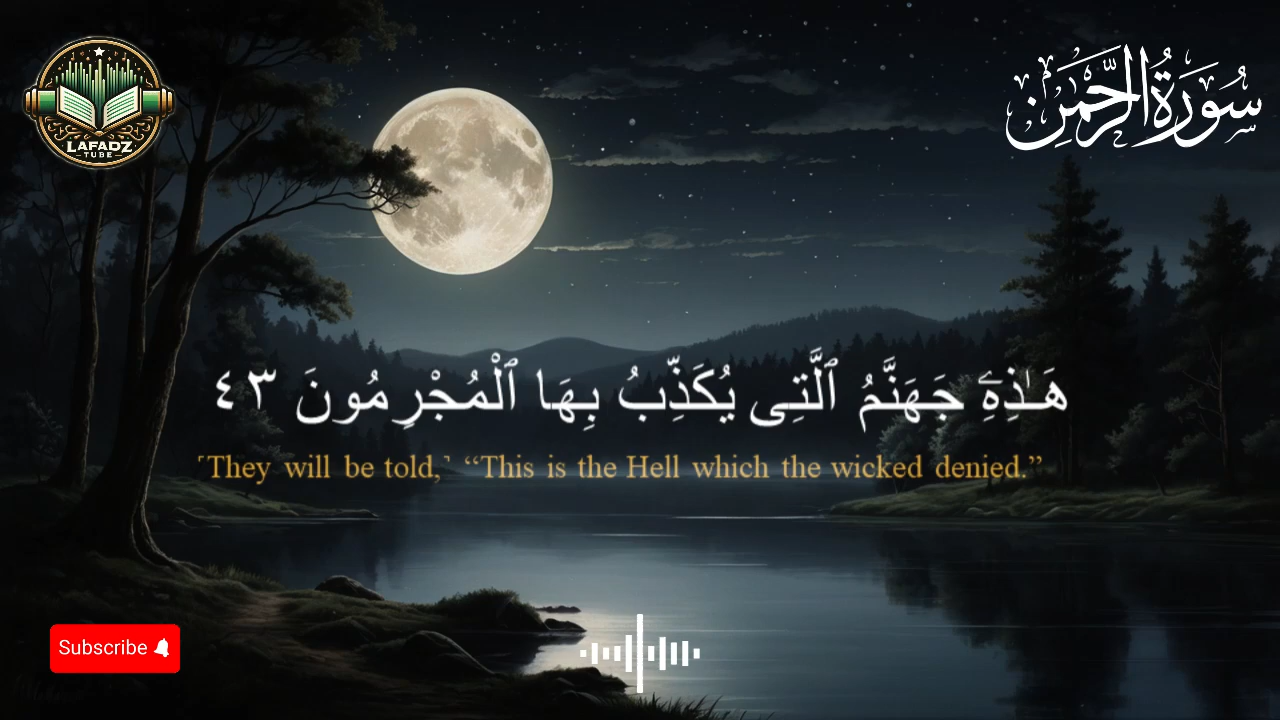 LAFADZ
TUBE
سُورَةُ الرَّحْمَٰن
هَـٰذِهِۦ جَهَنَّمُ ٱلَّتِى يُكَذِّبُ بِهَا ٱلْمُجْرِمُونَ ٤٣
˹They will be told,˺ “This is the Hell which the wicked denied.”
Subscribe